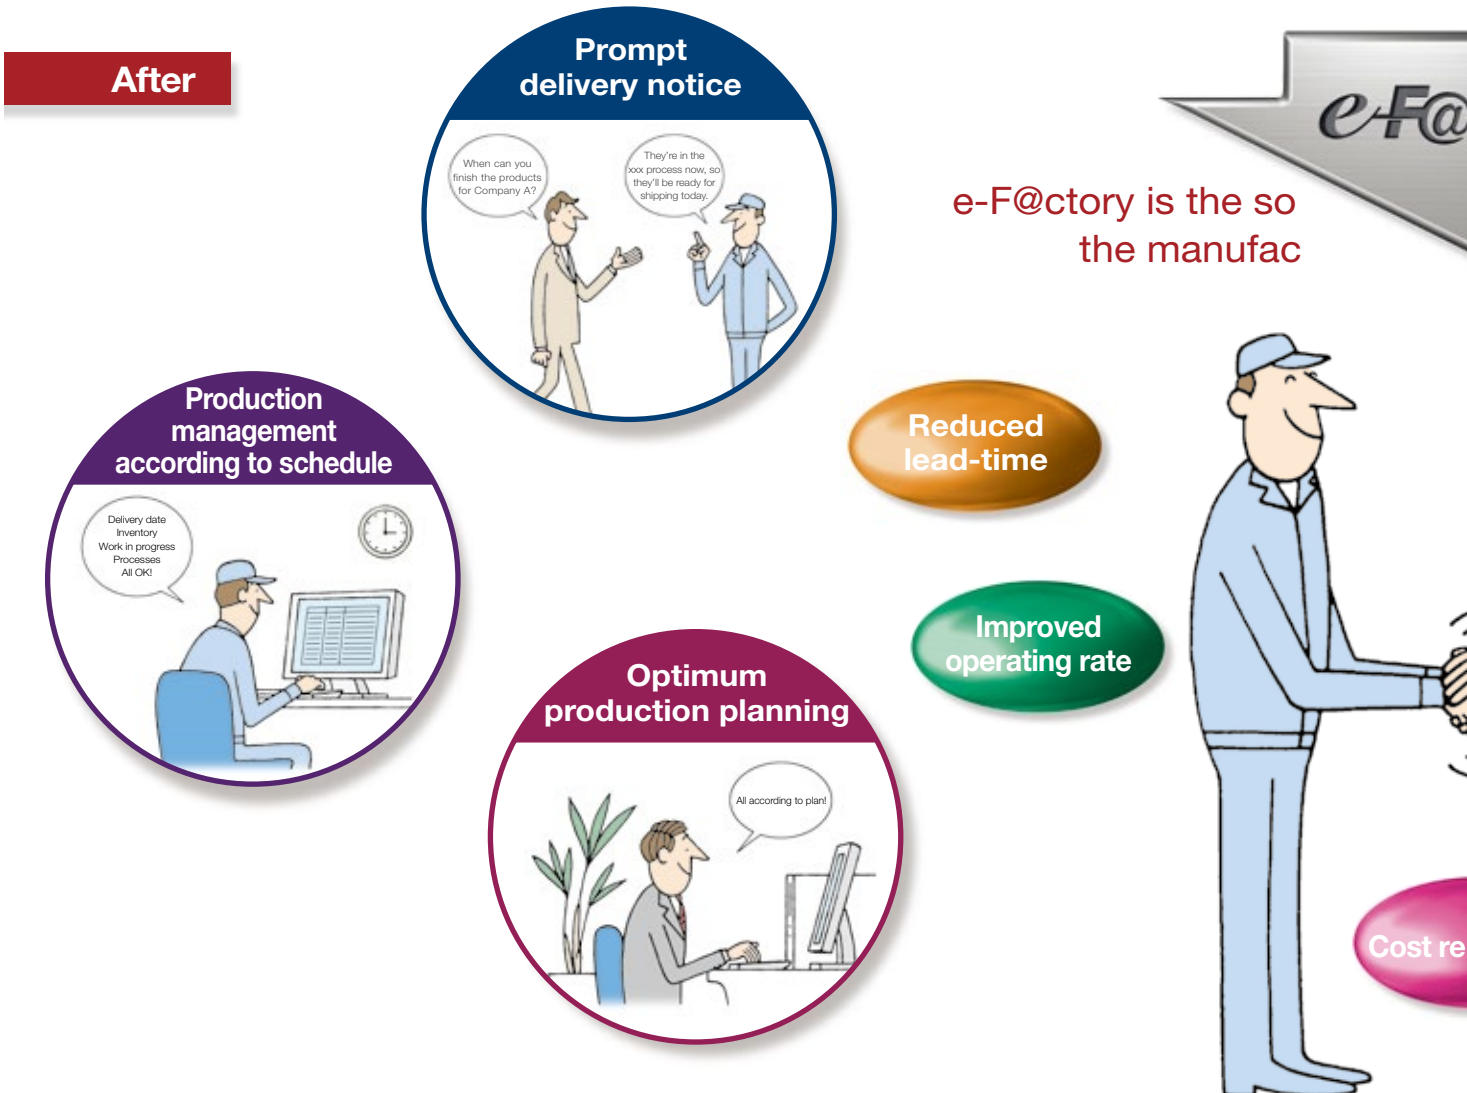 After
Prompt
delivery notice
When can you
finish the products
for Company A?
They're in the
xxx process now, so
they'll be ready for
shipping today.
e-F@
e-F@ctory is the so
the manufac
Production
management
according to schedule
Delivery date
Inventory
Work in progress
Processes
All OK!
Reduced
lead-time
Improved
operating rate
Optimum
production planning
All according to plan!
Cost re